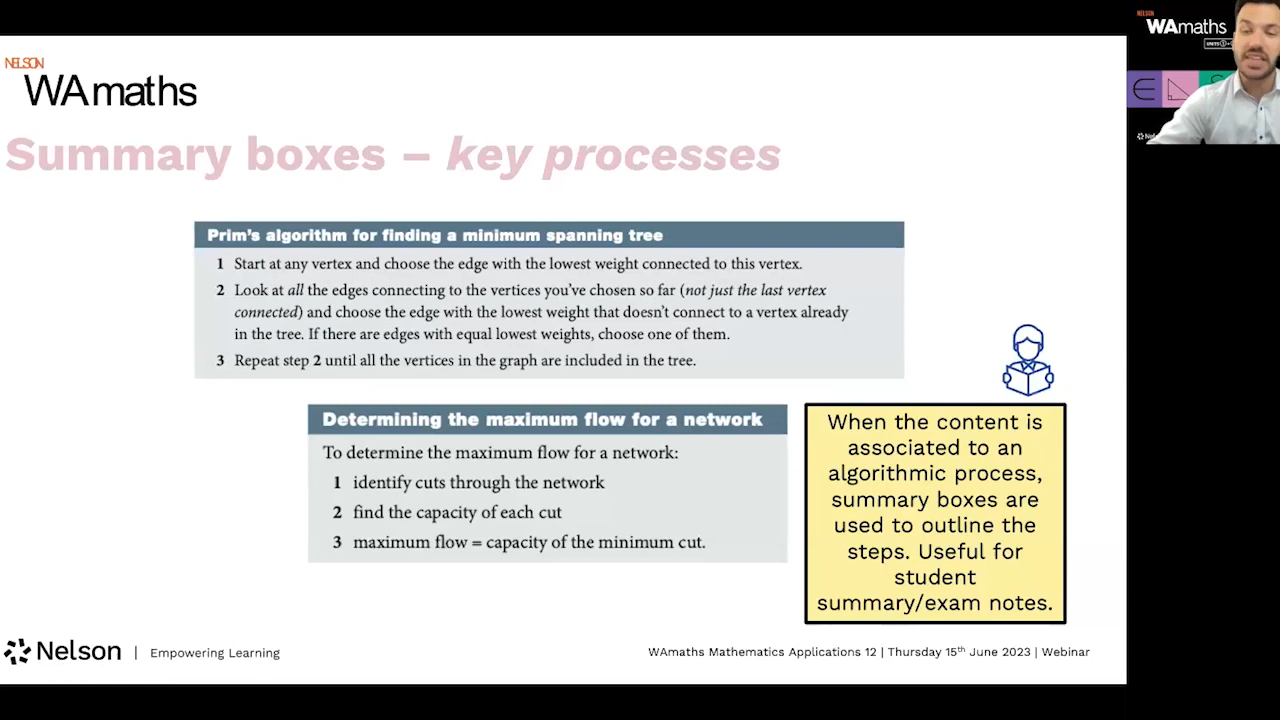 NELSON
WAmaths
Summary boxes – key processes
Prim's algorithm for finding a minimum spanning tree
1 Start at any vertex and choose the edge with the lowest weight connected to this vertex.
2 Look at all the edges connecting to the vertices you've chosen so far (not just the last vertex
connected) and choose the edge with the lowest weight that doesn't connect to a vertex already
in the tree. If there are edges with equal lowest weights, choose one of them.
3 Repeat step 2 until all the vertices in the graph are included in the tree.
Determining the maximum flow for a network
To determine the maximum flow for a network:
1 identify cuts through the network
2 find the capacity of each cut
3 maximum flow = capacity of the minimum cut.
When the content is
associated to an
algorithmic process,
summary boxes are
used to outline the
steps. Useful for
student
summary/exam notes.
Nelson | Empowering Learning
WAmaths Mathematics Applications 12 | Thursday 15th June 2023 | Webinar
NELSON
WAmaths
UNITS